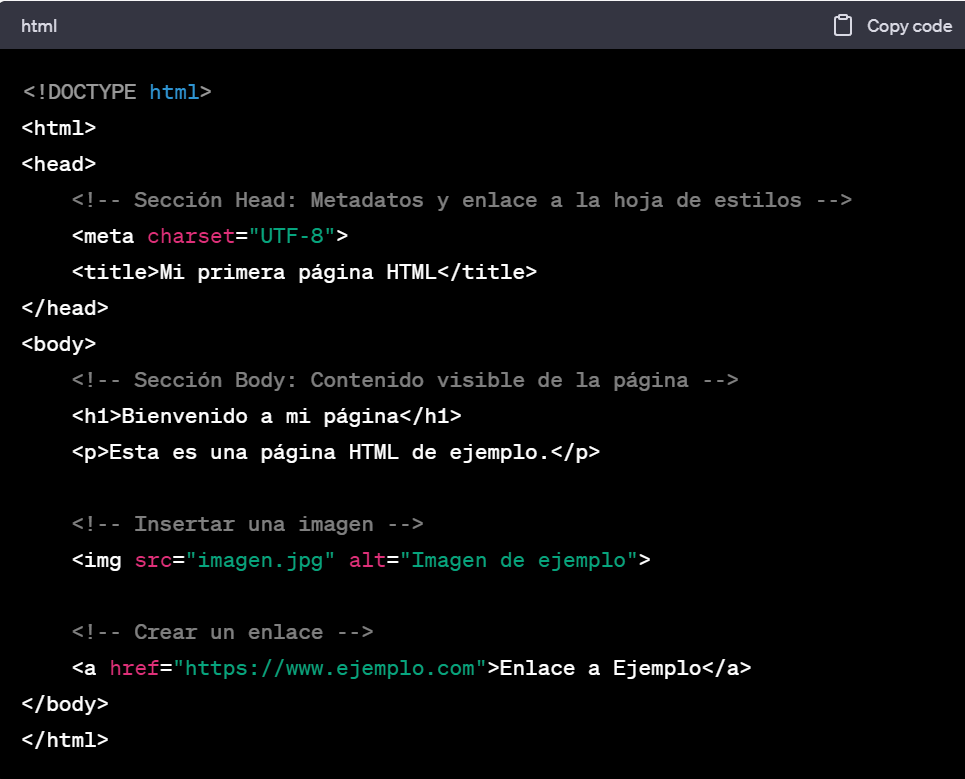 html
Copy code
<!DOCTYPE html>
<html>
<head>
    <!-- Sección Head: Metadatos y enlace a la hoja de estilos -->
    <meta charset="UTF-8">
    <title>Mi primera página HTML</title>
</head>
<body>
    <!-- Sección Body: Contenido visible de la página -->
    <h1>Bienvenido a mi página</h1>
    <p>Esta es una página HTML de ejemplo.</p>

    <!-- Insertar una imagen -->
    <img src="imagen.jpg" alt="Imagen de ejemplo">

    <!-- Crear un enlace -->
    <a href="https://www.ejemplo.com">Enlace a Ejemplo</a>
</body>
</html>